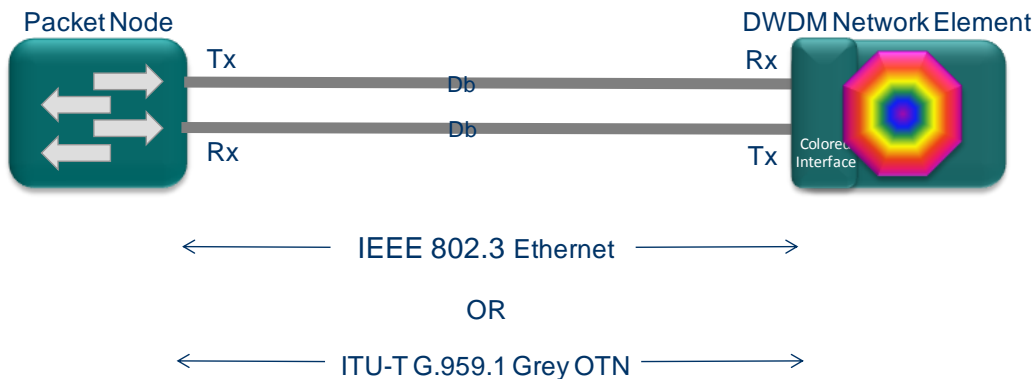 Packet Node
DWDM Network Element
Tx
Rx
Db
Db
Rx
Tx
Colored
Interface
IEEE 802.3 Ethernet
OR
ITU-T G.959.1 Grey OTN